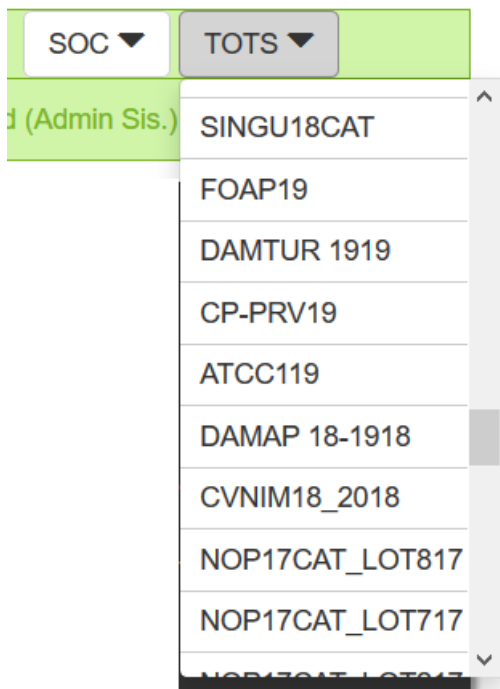 SOC TOTS
(Admin Sis.)
SINGU18CAT
FOAP19
DAMTUR 1919
CP-PRV19
ATCC119
DAMAP 18-1918
CVNIM18_2018
NOP17CAT_LOT817
NOP17CAT_LOT717